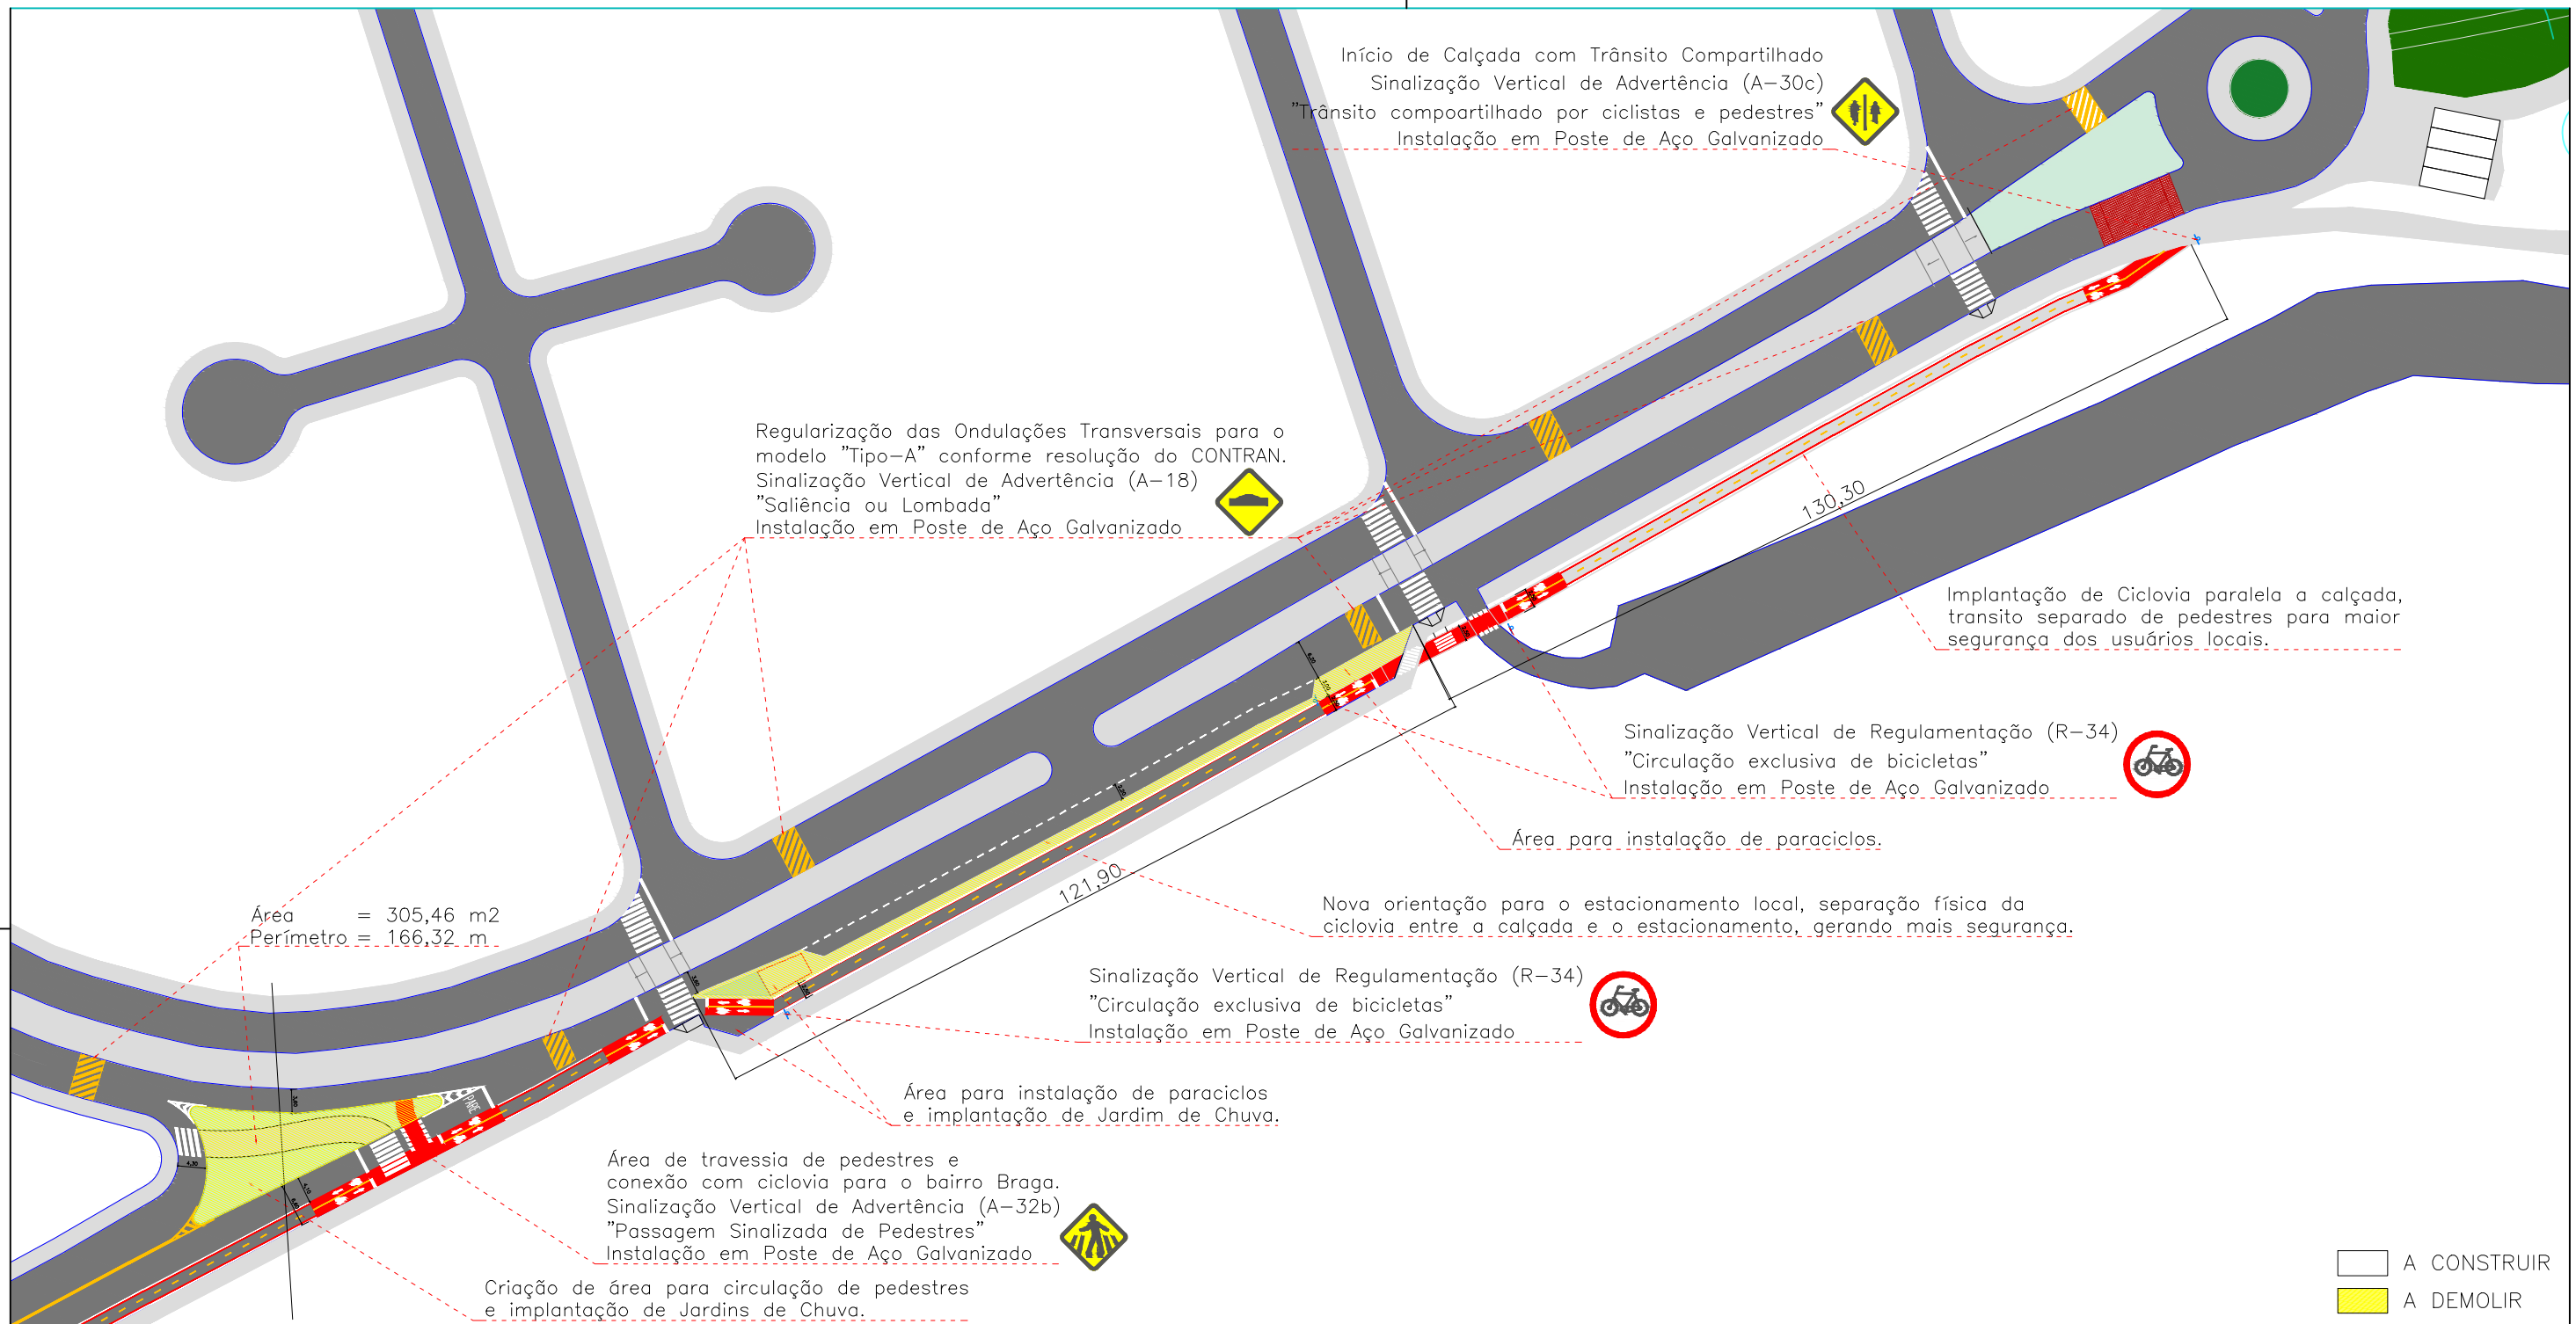 Início de Calçada com Trânsito Compartilhado
Sinalização Vertical de Advertência (A-30c)
"Trânsito compoartilhado por ciclistas e pedestres"
Instalação em Poste de Aço Galvanizado
Regularização das Ondulações Transversais para o
modelo "Tipo-A" conforme resolução do CONTRAN.
Sinalização Vertical de Advertência (A-18)
"Saliência ou Lombada"
Instalação em Poste de Aço Galvanizado
130,30
Implantação de Ciclovia paralela a calçada,
transito separado de pedestres para maior
segurança dos usuários locais.
Sinalização Vertical de Regulamentação (R-34)
"Circulação exclusiva de bicicletas"
Instalação em Poste de Aço Galvanizado
Área para instalação de paraciclos.
121,90
Nova orientação para o estacionamento local, separação física da
ciclovia entre a calçada e o estacionamento, gerando mais segurança.
Área = 305,46 m2
Perímetro = 166,32 m
Sinalização Vertical de Regulamentação (R-34)
"Circulação exclusiva de bicicletas"
Instalação em Poste de Aço Galvanizado
Área para instalação de paraciclos
e implantação de Jardim de Chuva.
PARE
4,30
Área de travessia de pedestres e
conexão com ciclovia para o bairro Braga.
Sinalização Vertical de Advertência (A-32b)
"Passagem Sinalizada de Pedestres"
Instalação em Poste de Aço Galvanizado
Criação de área para circulação de pedestres
e implantação de Jardins de Chuva.
A CONSTRUIR
A DEMOLIR